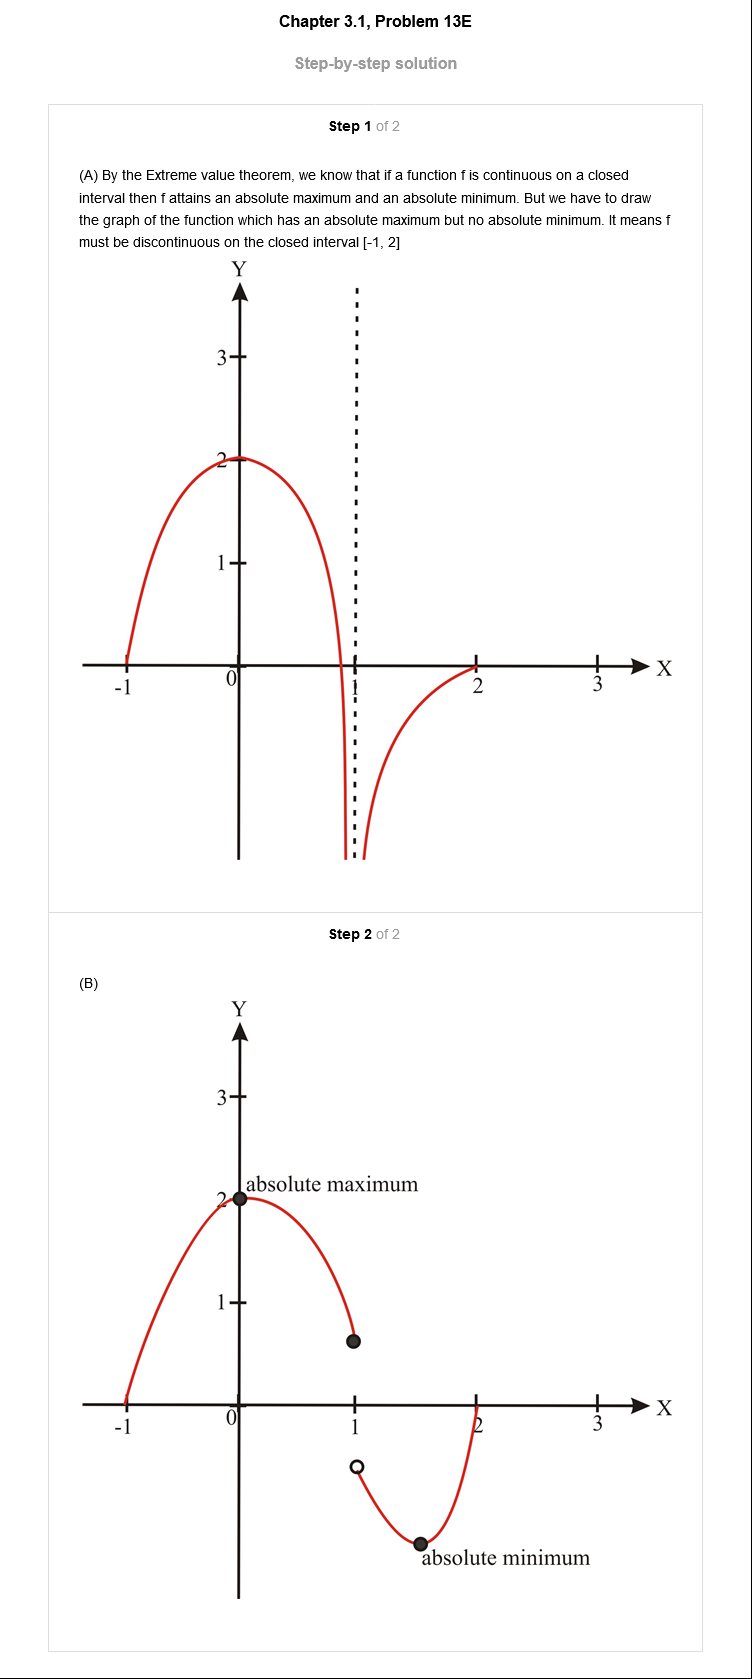 Chapter 3.1, Problem 13E
Step-by-step solution
Step 1 of 2
(A) By the Extreme value theorem, we know that if a function f is continuous on a closed
interval then f attains an absolute maximum and an absolute minimum. But we have to draw
the graph of the function which has an absolute maximum but no absolute minimum. It means f
must be discontinuous on the closed interval [-1, 2]
Y
3
2
1
-1 0 1 2 3 X
Step 2 of 2
(B)
Y
3
absolute maximum
2
1
-1 0 1 2 3 X
absolute minimum